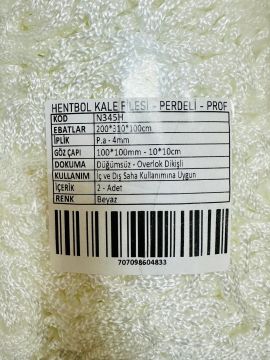 HENTBOL KALE FİLESİ - PERDELİ - PROF
KOD N345H
EBATLAR 200*310*100cm
İPLİK P.a - 4mm
GÖZ ÇAPI 100*100mm - 10*10cm
DOKUMA Düğümsüz - Overlok Dikişli
KULLANIM İç ve Dış Saha Kullanımına Uygun
İÇERİK 2 - Adet
RENK Beyaz
707098604833